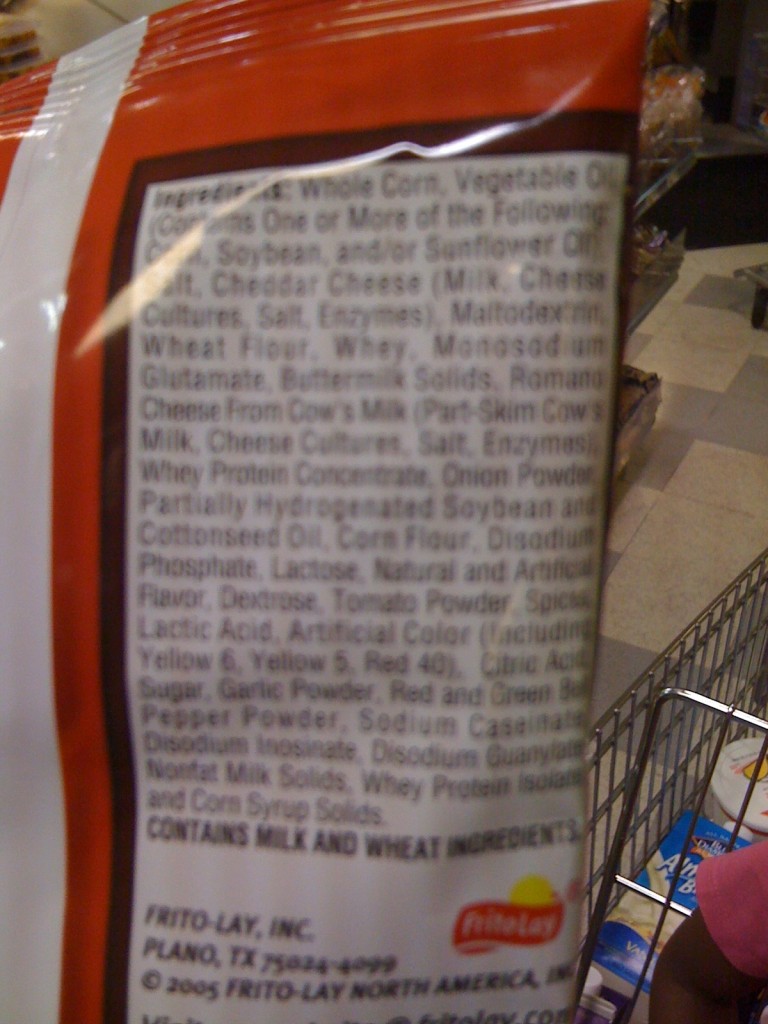 Ingredients: Whole Corn, Vegetable Oil
(Contains One or More of the Following:
Corn, Soybean, and/or Sunflower Oil),
Salt, Cheddar Cheese (Milk, Cheese
Cultures, Salt, Enzymes), Maltodextrin,
Wheat Flour, Whey, Monosodium
Glutamate, Buttermilk Solids, Romano
Cheese From Cow's Milk (Part-Skim Cow's
Milk, Cheese Cultures, Salt, Enzymes),
Whey Protein Concentrate, Onion Powder,
Partially Hydrogenated Soybean and
Cottonseed Oil, Corn Flour, Disodium
Phosphate, Lactose, Natural and Artificial
Flavor, Dextrose, Tomato Powder, Spices,
Lactic Acid, Artificial Color (Including
Yellow 6, Yellow 5, Red 40), Citric Acid,
Sugar, Garlic Powder, Red and Green Bell
Pepper Powder, Sodium Caseinate,
Disodium Inosinate, Disodium Guanylate,
Nonfat Milk Solids, Whey Protein Isolate,
and Corn Syrup Solids.
CONTAINS MILK AND WHEAT INGREDIENTS.
FritoLay
FRITO-LAY, INC.
PLANO, TX 75024-4099
© 2005 FRITO-LAY NORTH AMERICA, INC.
fritolay.com